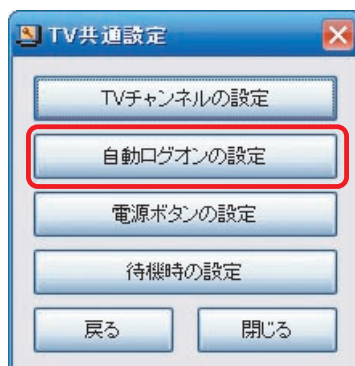 TV共通設定
TVチャンネルの設定
自動ログオンの設定
電源ボタンの設定
待機時の設定
戻る 閉じる